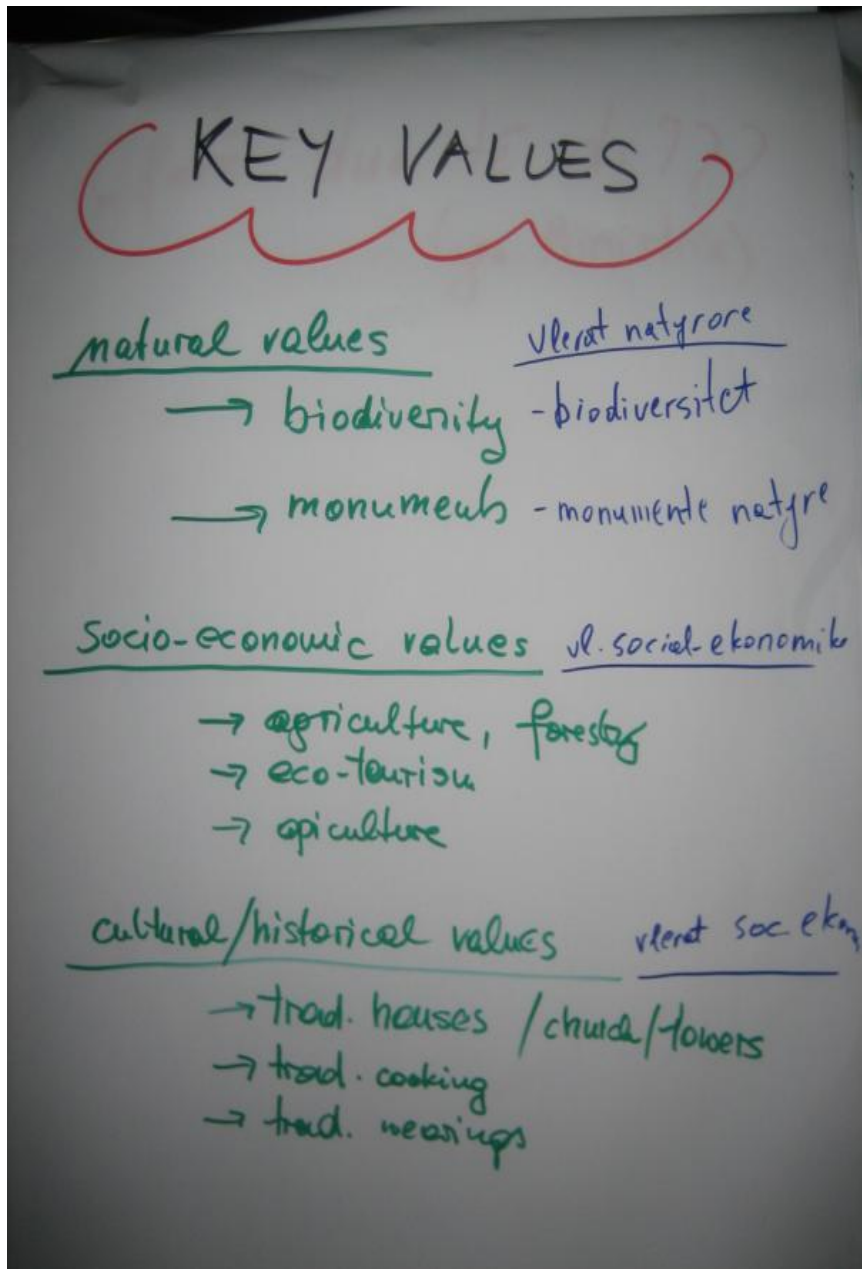 KEY VALUES
natural values vlerat natyrore
→ biodiversity - biodiversitet
→ monuments - monumente natyre
Socio-economic values vl. social-ekonomik
→ agriculture, forestry
→ eco-tourism
→ apiculture
cultural/historical values vlerat soc ekon
→ trad. houses /church/towers
→ trad. cooking
→ trad. wearings